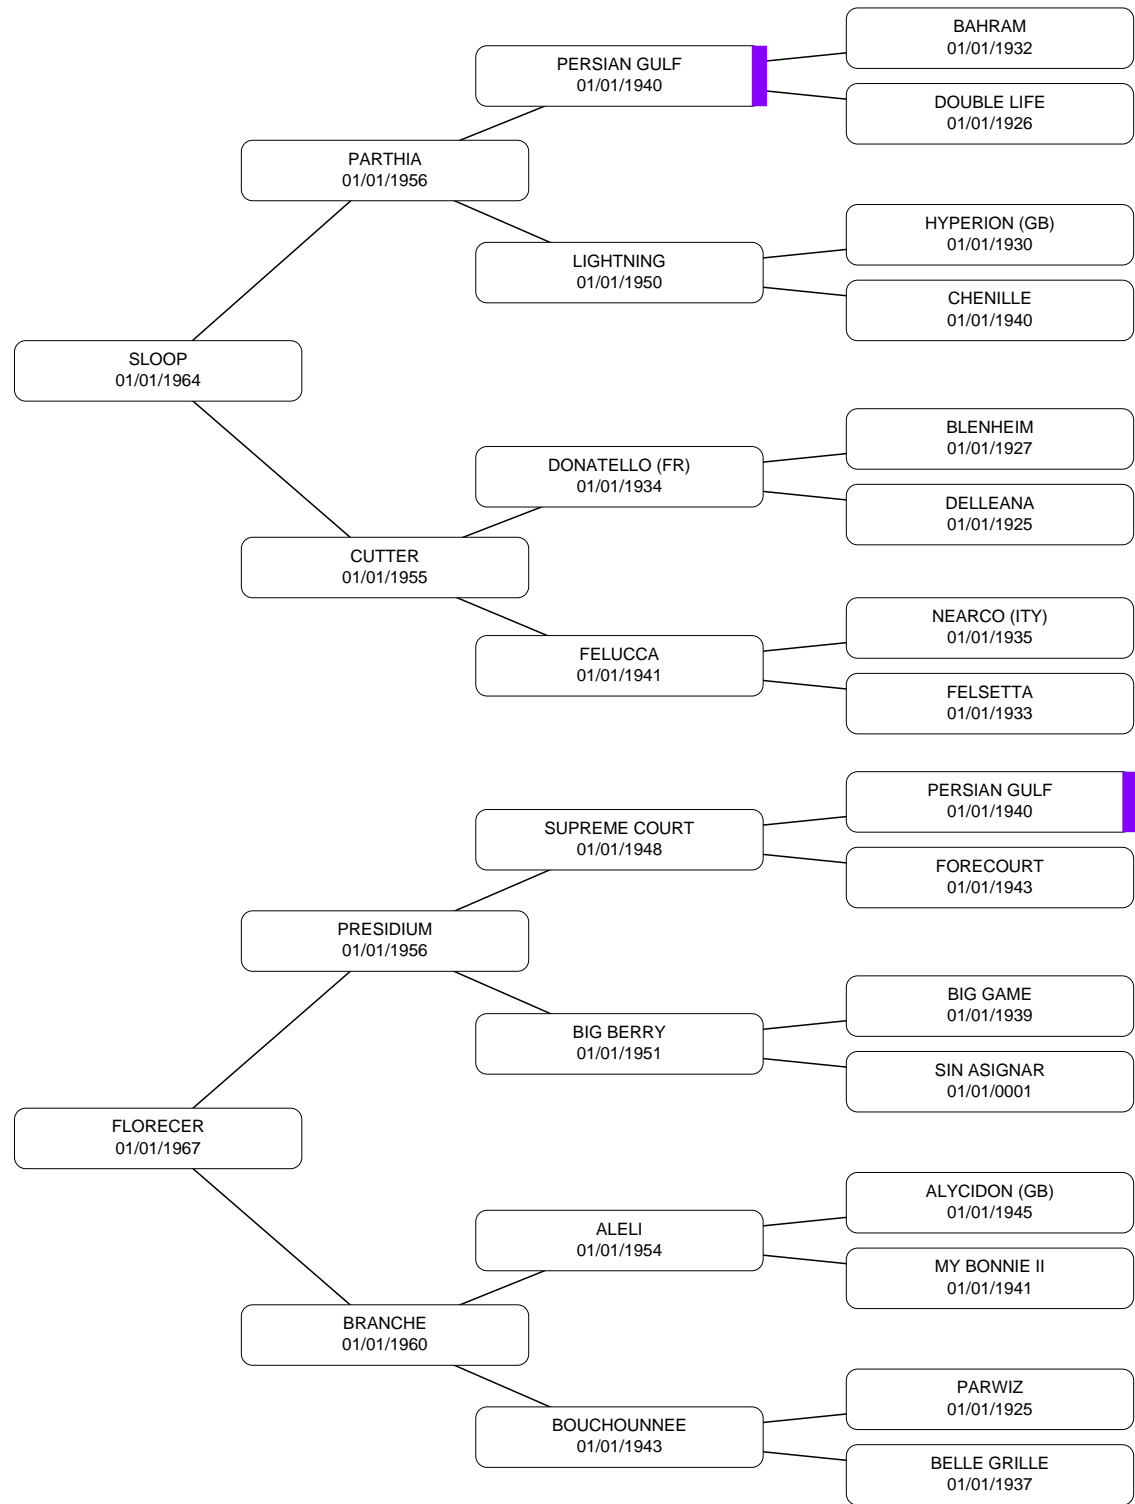 BAHRAM
01/01/1932
PERSIAN GULF
01/01/1940
DOUBLE LIFE
01/01/1926
PARTHIA
01/01/1956
HYPERION (GB)
01/01/1930
LIGHTNING
01/01/1950
CHENILLE
01/01/1940
SLOOP
01/01/1964
BLENHEIM
01/01/1927
DONATELLO (FR)
01/01/1934
DELLEANA
01/01/1925
CUTTER
01/01/1955
NEARCO (ITY)
01/01/1935
FELUCCA
01/01/1941
FELSETTA
01/01/1933
PERSIAN GULF
01/01/1940
SUPREME COURT
01/01/1948
FORECOURT
01/01/1943
PRESIDIUM
01/01/1956
BIG GAME
01/01/1939
BIG BERRY
01/01/1951
SIN ASIGNAR
01/01/0001
FLORECER
01/01/1967
ALYCIDON (GB)
01/01/1945
ALELI
01/01/1954
MY BONNIE II
01/01/1941
BRANCHE
01/01/1960
PARWIZ
01/01/1925
BOUCHOUNNEE
01/01/1943
BELLE GRILLE
01/01/1937